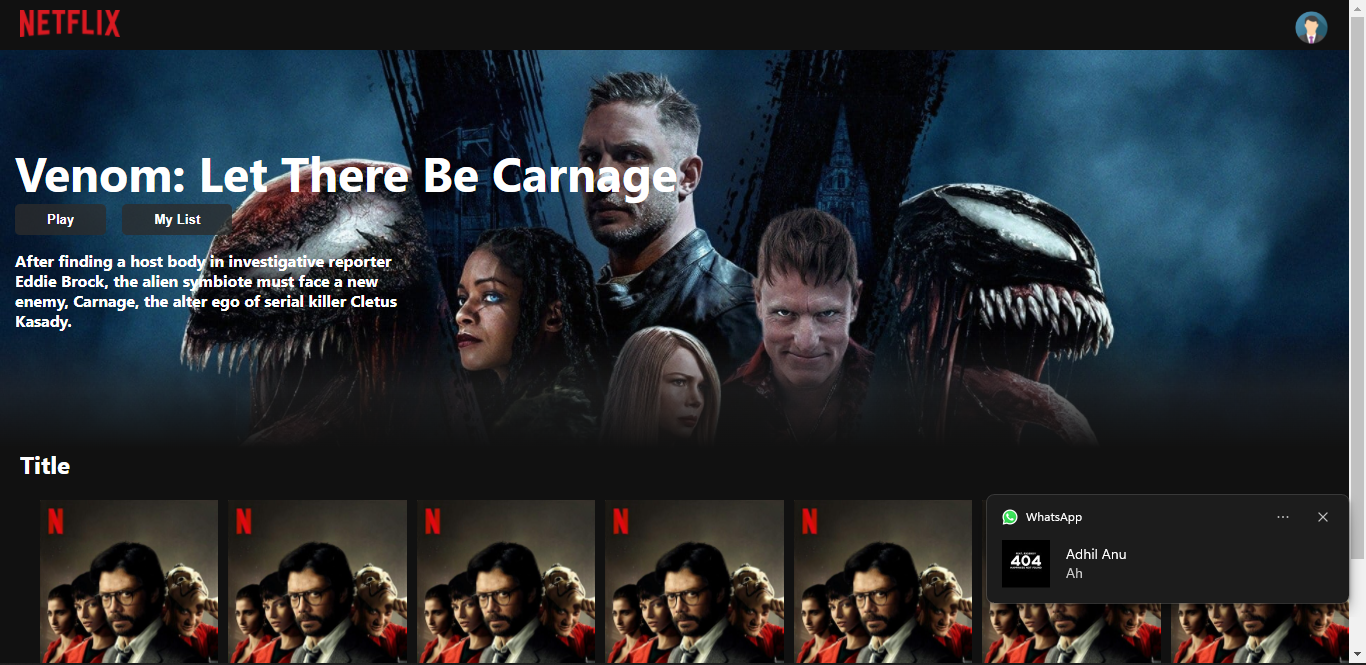 NETFLIX
Venom: Let There Be Carnage
Play
My List
After finding a host body in investigative reporter
Eddie Brock, the alien symbiote must face a new
enemy, Carnage, the alter ego of serial killer Cletus
Kasady.
Title
N
N
N
N
N
WhatsApp
404
Adhil Anu
Ah